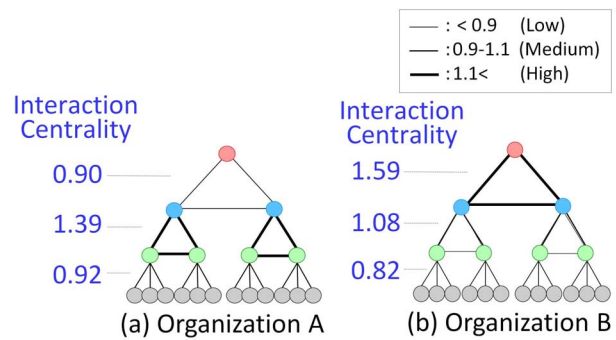 : < 0.9 (Low)
: 0.9-1.1 (Medium)
: 1.1< (High)
Interaction
Centrality
0.90
1.39
0.92
(a) Organization A
Interaction
Centrality
1.59
1.08
0.82
(b) Organization B